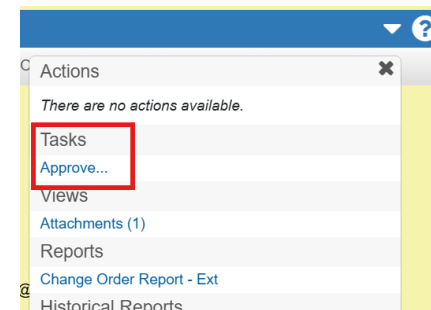 ?
Actions
There are no actions available.
Tasks
Approve...
Views
Attachments (1)
Reports
Change Order Report - Ext
@
Historical Reports